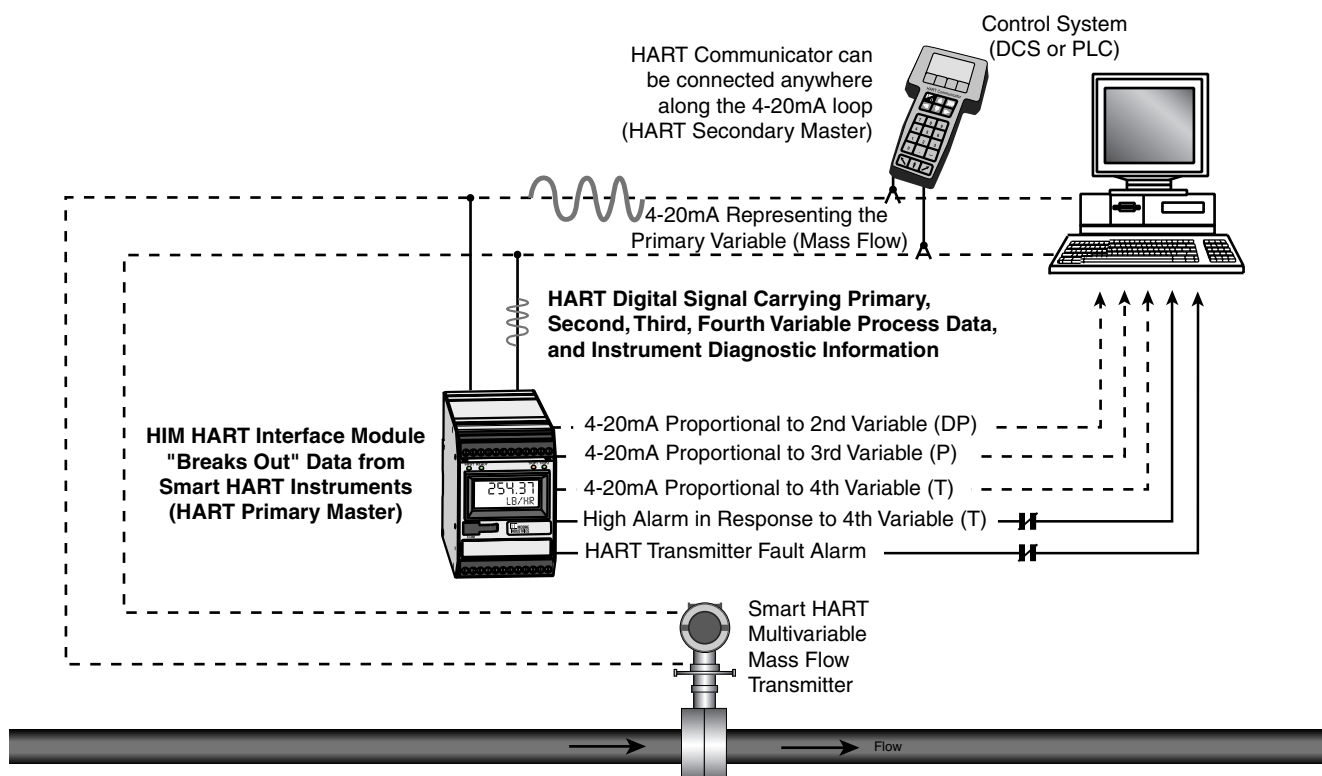 Control System
(DCS or PLC)
HART Communicator can
be connected anywhere
along the 4-20mA loop
(HART Secondary Master)
HART Communicator
4-20mA Representing the
Primary Variable (Mass Flow)
HART Digital Signal Carrying Primary,
Second, Third, Fourth Variable Process Data,
and Instrument Diagnostic Information
HIM HART Interface Module
"Breaks Out" Data from
Smart HART Instruments
(HART Primary Master)
254.37
LB/HR
4-20mA Proportional to 2nd Variable (DP)
4-20mA Proportional to 3rd Variable (P)
4-20mA Proportional to 4th Variable (T)
High Alarm in Response to 4th Variable (T)
HART Transmitter Fault Alarm
Smart HART
Multivariable
Mass Flow
Transmitter
Flow